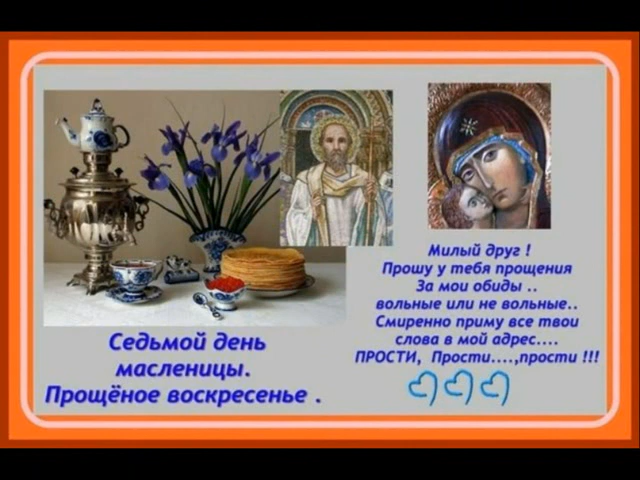 Седьмой день
масленицы.
Прощёное воскресенье .
Милый друг !
Прошу у тебя прощения
За мои обиды ..
вольные или не вольные..
Смиренно приму все твои
слова в мой адрес....
ПРОСТИ, Прости....,прости !!!